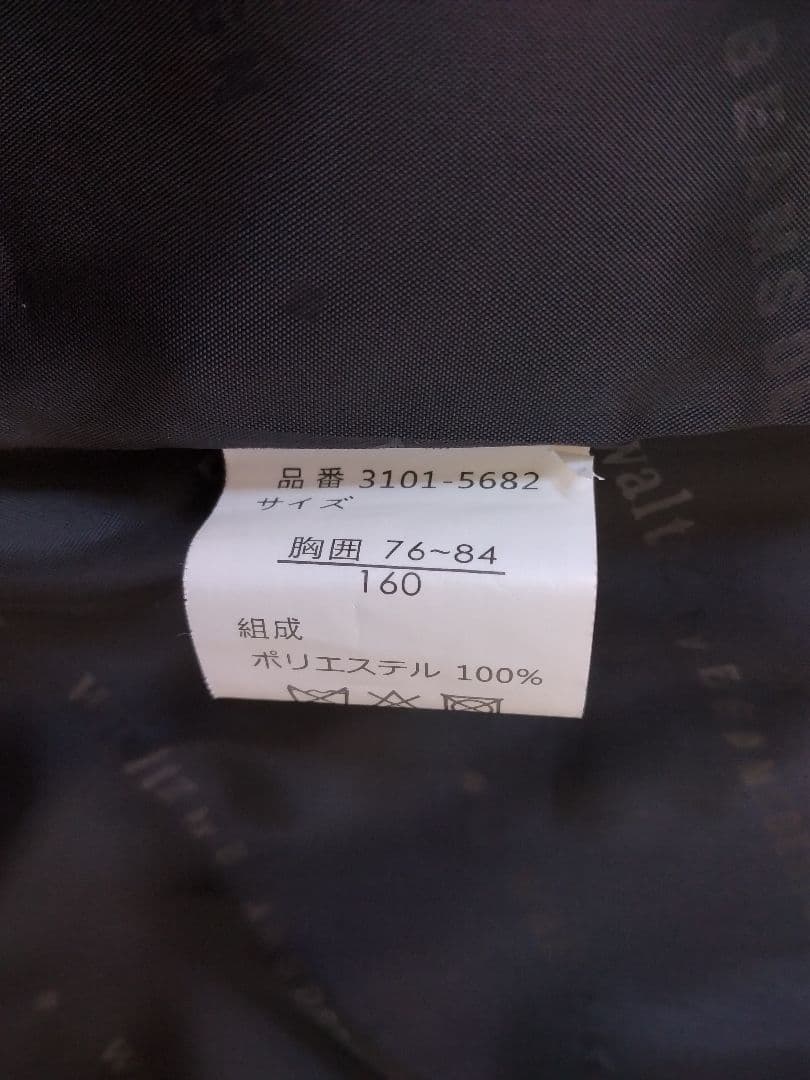 品番 3101-5682
サイズ
胸囲 76~84
160
組成
ポリエステル 100%
walt